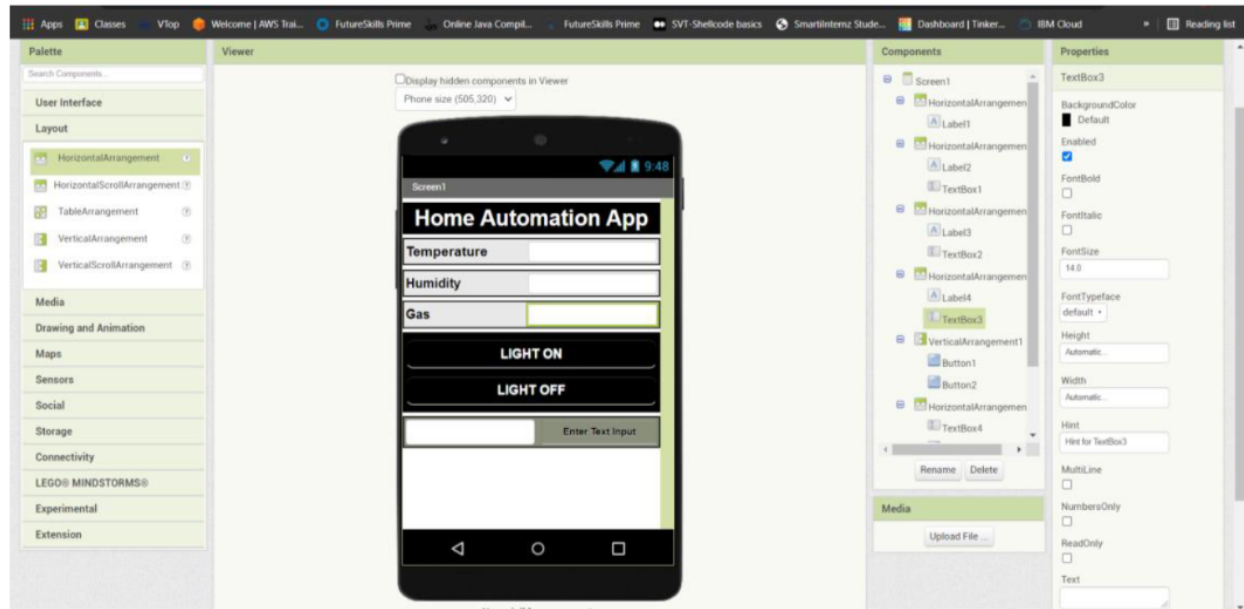 Apps Classes VTop Welcome | AWS Trai... FutureSkills Prime Online Java Compil... FutureSkills Prime SVT-Shellcode basics SmartInternz Stude... Dashboard | Tinker... IBM Cloud » Reading list
Palette
Search Components...
User Interface
Layout
HorizontalArrangement
HorizontalScrollArrangement
TableArrangement
VerticalArrangement
VerticalScrollArrangement
Media
Drawing and Animation
Maps
Sensors
Social
Storage
Connectivity
LEGO® MINDSTORMS®
Experimental
Extension
Viewer
Display hidden components in Viewer
Phone size (505,320)
9:48
Screen1
Home Automation App
Temperature
Humidity
Gas
LIGHT ON
LIGHT OFF
Enter Text Input
Components
Screen1
HorizontalArrangemen
Label1
HorizontalArrangemen
Label2
TextBox1
HorizontalArrangemen
Label3
TextBox2
HorizontalArrangemen
Label4
TextBox3
VerticalArrangement1
Button1
Button2
HorizontalArrangemen
TextBox4
Rename Delete
Media
Upload File ...
Properties
TextBox3
BackgroundColor
Default
Enabled
FontBold
FontItalic
FontSize
14.0
FontTypeface
default
Height
Automatic...
Width
Automatic...
Hint
Hint for TextBox3
MultiLine
NumbersOnly
ReadOnly
Text